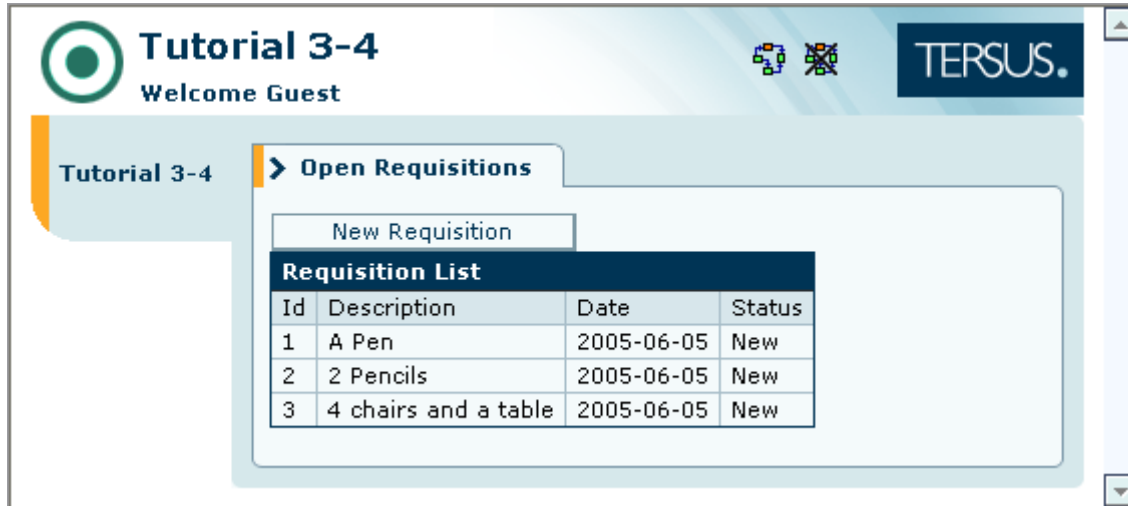 Tutorial 3-4
Welcome Guest
TERSUS.
Tutorial 3-4
Open Requisitions
New Requisition
Requisition List
Id Description Date Status
1 A Pen 2005-06-05 New
2 2 Pencils 2005-06-05 New
3 4 chairs and a table 2005-06-05 New